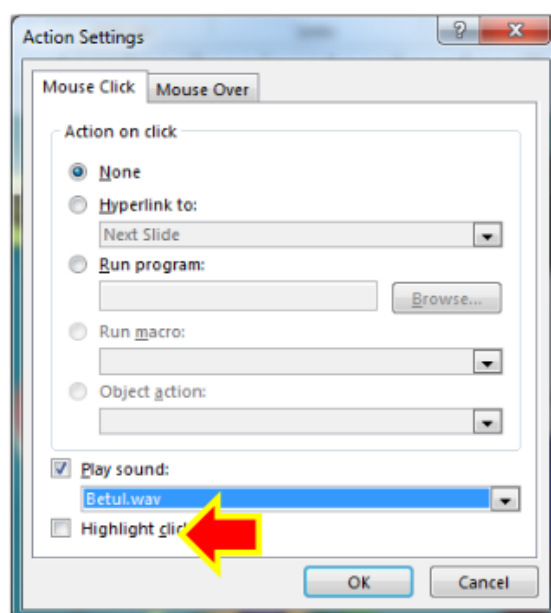 Action Settings
Mouse Click
Mouse Over
Action on click
None
Hyperlink to:
Next Slide
Run program:
Browse...
Run macro:
Object action:
Play sound:
Betul.wav
Highlight
OK
Cancel